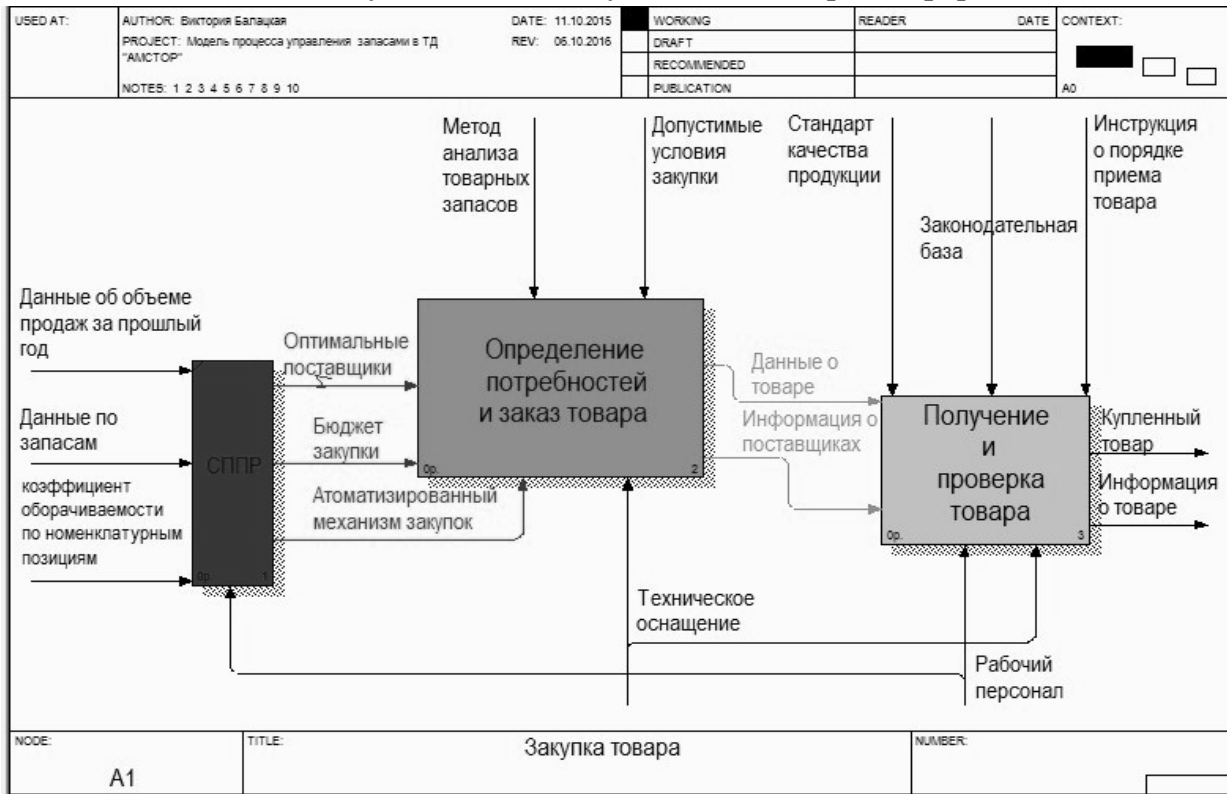 USED AT:
AUTHOR: Виктория Балацкая
DATE: 11.10.2015
PROJECT: Модель процесса управления запасами в ТД
"АМСТОР"
REV: 06.10.2016
NOTES: 1 2 3 4 5 6 7 8 9 10
WORKING
DRAFT
RECOMMENDED
PUBLICATION
READER
DATE
CONTEXT:
A0
Метод
анализа
товарных
запасов
Допустимые
условия
закупки
Стандарт
качества
продукции
Законодательная
база
Инструкция
о порядке
приема
товара
Данные об объеме
продаж за прошлый
год
Данные по
запасам
коэффициент
оборачиваемости
по номенклатурным
позициям
СППР
0р.
1
Оптимальные
поставщики
Бюджет
закупки
Атоматизированный
механизм закупок
Определение
потребностей
и заказ товара
0р.
2
Данные о
товаре
Информация о
поставщиках
Получение
и
проверка
товара
0р.
3
Купленный
товар
Информация
о товаре
Техническое
оснащение
Рабочий
персонал
NODE:
A1
TITLE:
Закупка товара
NUMBER: